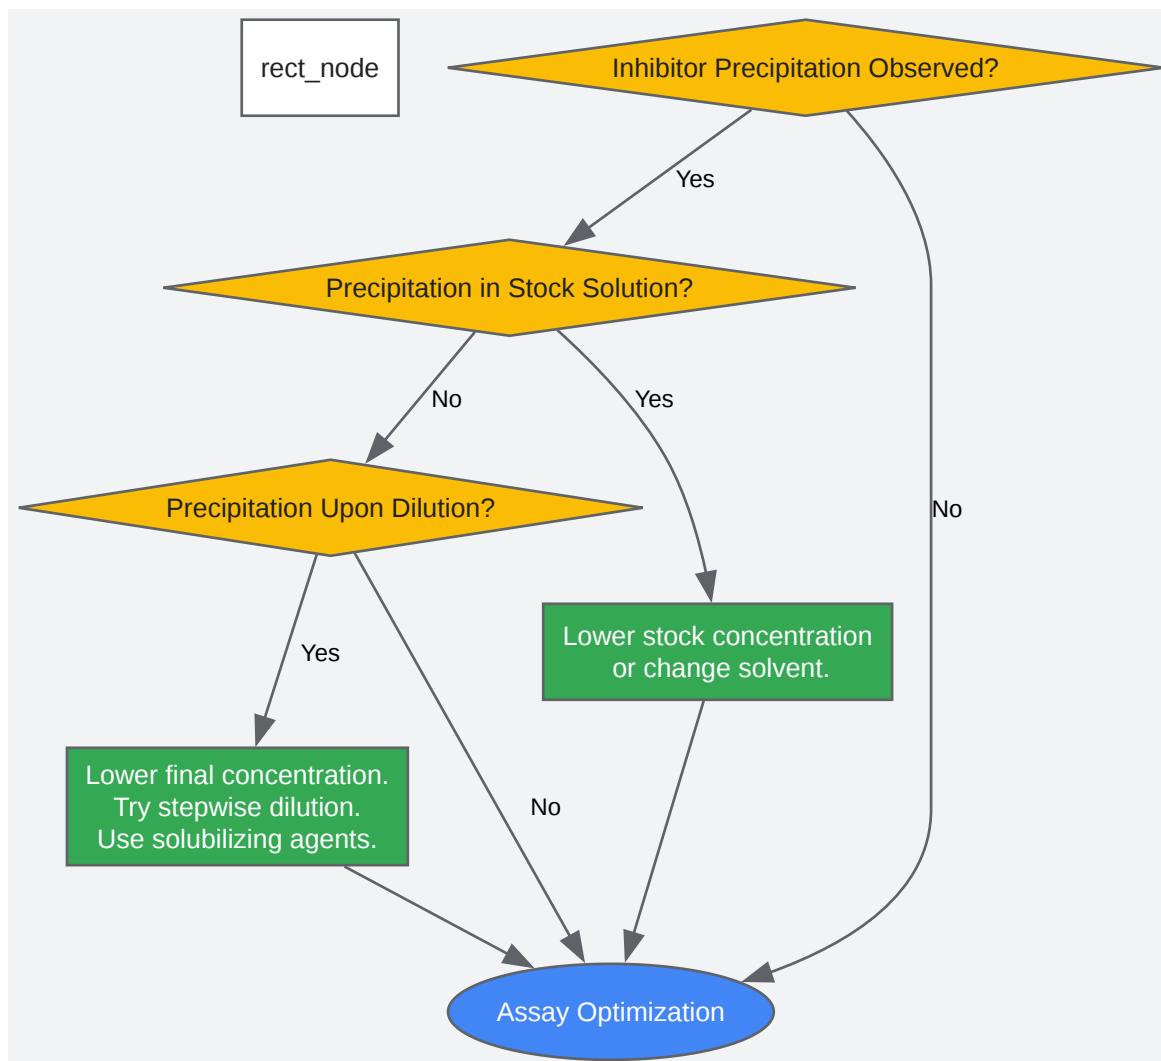 rect_node
Inhibitor Precipitation Observed?
Yes
Precipitation in Stock Solution?
No
Yes
Precipitation Upon Dilution?
No
Lower stock concentration
or change solvent.
Yes
Lower final concentration.
Try stepwise dilution.
Use solubilizing agents.
No
Assay Optimization